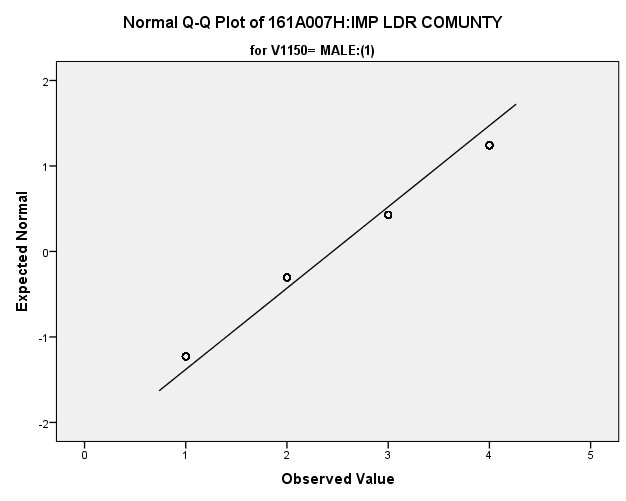 Normal Q-Q Plot of 161A007H:IMP LDR COMUNTY
for V1150= MALE:(1)
Expected Normal
2
1
0
-1
-2
0 1 2 3 4 5
Observed Value